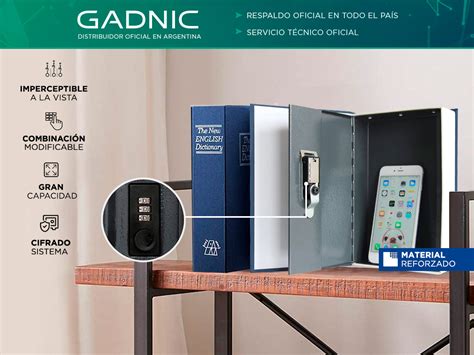 GADNIC
DISTRIBUIDOR OFICIAL EN ARGENTINA
> RESPALDO OFICIAL EN TODO EL PAÍS
> SERVICIO TÉCNICO OFICIAL
IMPERCEPTIBLE
A LA VISTA
COMBINACIÓN
MODIFICABLE
GRAN
CAPACIDAD
CIFRADO
SISTEMA
The New
ENGLISH
Dictionary
MATERIAL
REFORZADO